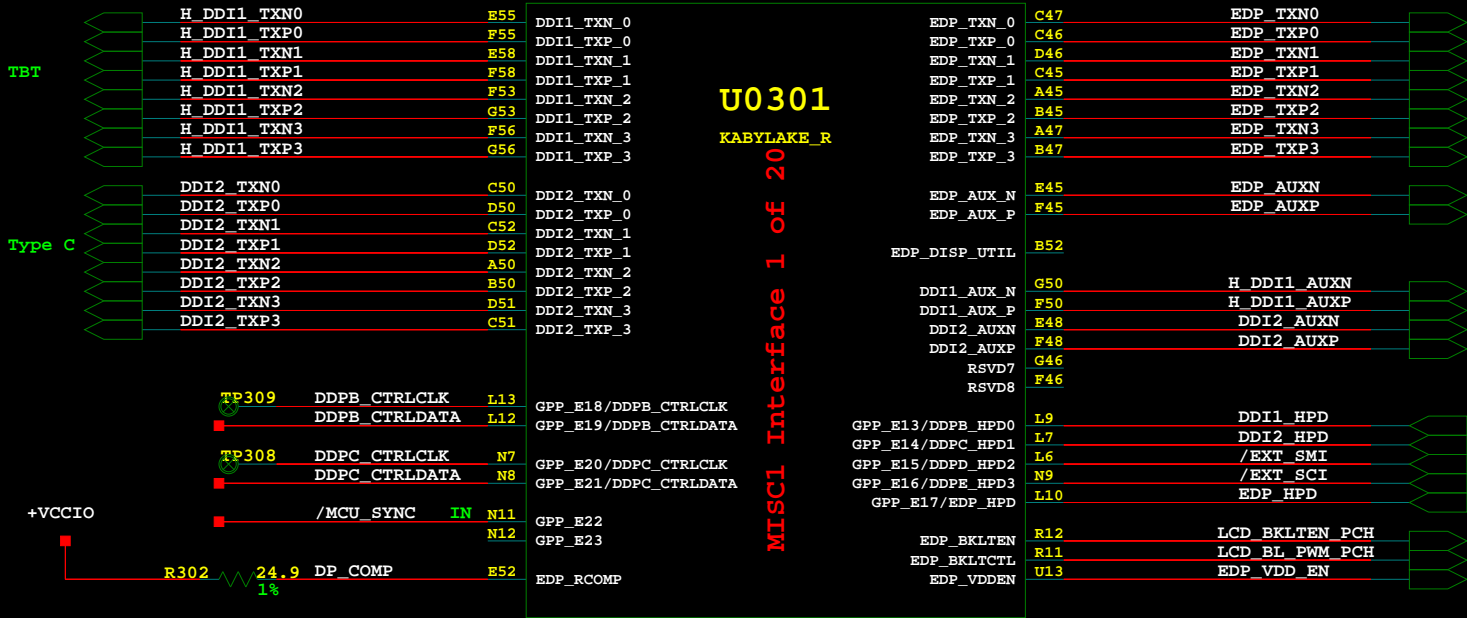 H_DDI1_TXN0 E55 DDI1_TXN_0 EDP_TXN_0 C47 EDP_TXN0
H_DDI1_TXP0 F55 DDI1_TXP_0 EDP_TXP_0 C46 EDP_TXP0
H_DDI1_TXN1 E58 DDI1_TXN_1 EDP_TXN_1 D46 EDP_TXN1
TBT H_DDI1_TXP1 F58 DDI1_TXP_1 EDP_TXP_1 C45 EDP_TXP1
H_DDI1_TXN2 F53 DDI1_TXN_2 U0301 EDP_TXN_2 A45 EDP_TXN2
H_DDI1_TXP2 G53 DDI1_TXP_2 EDP_TXP_2 B45 EDP_TXP2
H_DDI1_TXN3 F56 DDI1_TXN_3 KABYLAKE_R EDP_TXN_3 A47 EDP_TXN3
H_DDI1_TXP3 G56 DDI1_TXP_3 EDP_TXP_3 B47 EDP_TXP3
MISC1 Interface 1 of 20
DDI2_TXN0 C50 DDI2_TXN_0 EDP_AUX_N E45 EDP_AUXN
DDI2_TXP0 D50 DDI2_TXP_0 EDP_AUX_P F45 EDP_AUXP
DDI2_TXN1 C52 DDI2_TXN_1
Type C DDI2_TXP1 D52 DDI2_TXP_1 EDP_DISP_UTIL B52
DDI2_TXN2 A50 DDI2_TXN_2
DDI2_TXP2 B50 DDI2_TXP_2 DDI1_AUX_N G50 H_DDI1_AUXN
DDI2_TXN3 D51 DDI2_TXN_3 DDI1_AUX_P F50 H_DDI1_AUXP
DDI2_TXP3 C51 DDI2_TXP_3 DDI2_AUXN E48 DDI2_AUXN
DDI2_AUXP F48 DDI2_AUXP
RSVD7 G46
RSVD8 F46
TP309 DDPB_CTRLCLK L13 GPP_E18/DDPB_CTRLCLK
DDPB_CTRLDATA L12 GPP_E19/DDPB_CTRLDATA GPP_E13/DDPB_HPD0 L9 DDI1_HPD
GPP_E14/DDPC_HPD1 L7 DDI2_HPD
TP308 DDPC_CTRLCLK N7 GPP_E20/DDPC_CTRLCLK GPP_E15/DDPD_HPD2 L6 /EXT_SMI
DDPC_CTRLDATA N8 GPP_E21/DDPC_CTRLDATA GPP_E16/DDPE_HPD3 N9 /EXT_SCI
GPP_E17/EDP_HPD L10 EDP_HPD
+VCCIO /MCU_SYNC IN N11 GPP_E22
N12 GPP_E23 EDP_BKLTEN R12 LCD_BKLTEN_PCH
EDP_BKLTCTL R11 LCD_BL_PWM_PCH
R302 24.9 DP_COMP E52 EDP_RCOMP EDP_VDDEN U13 EDP_VDD_EN
1%